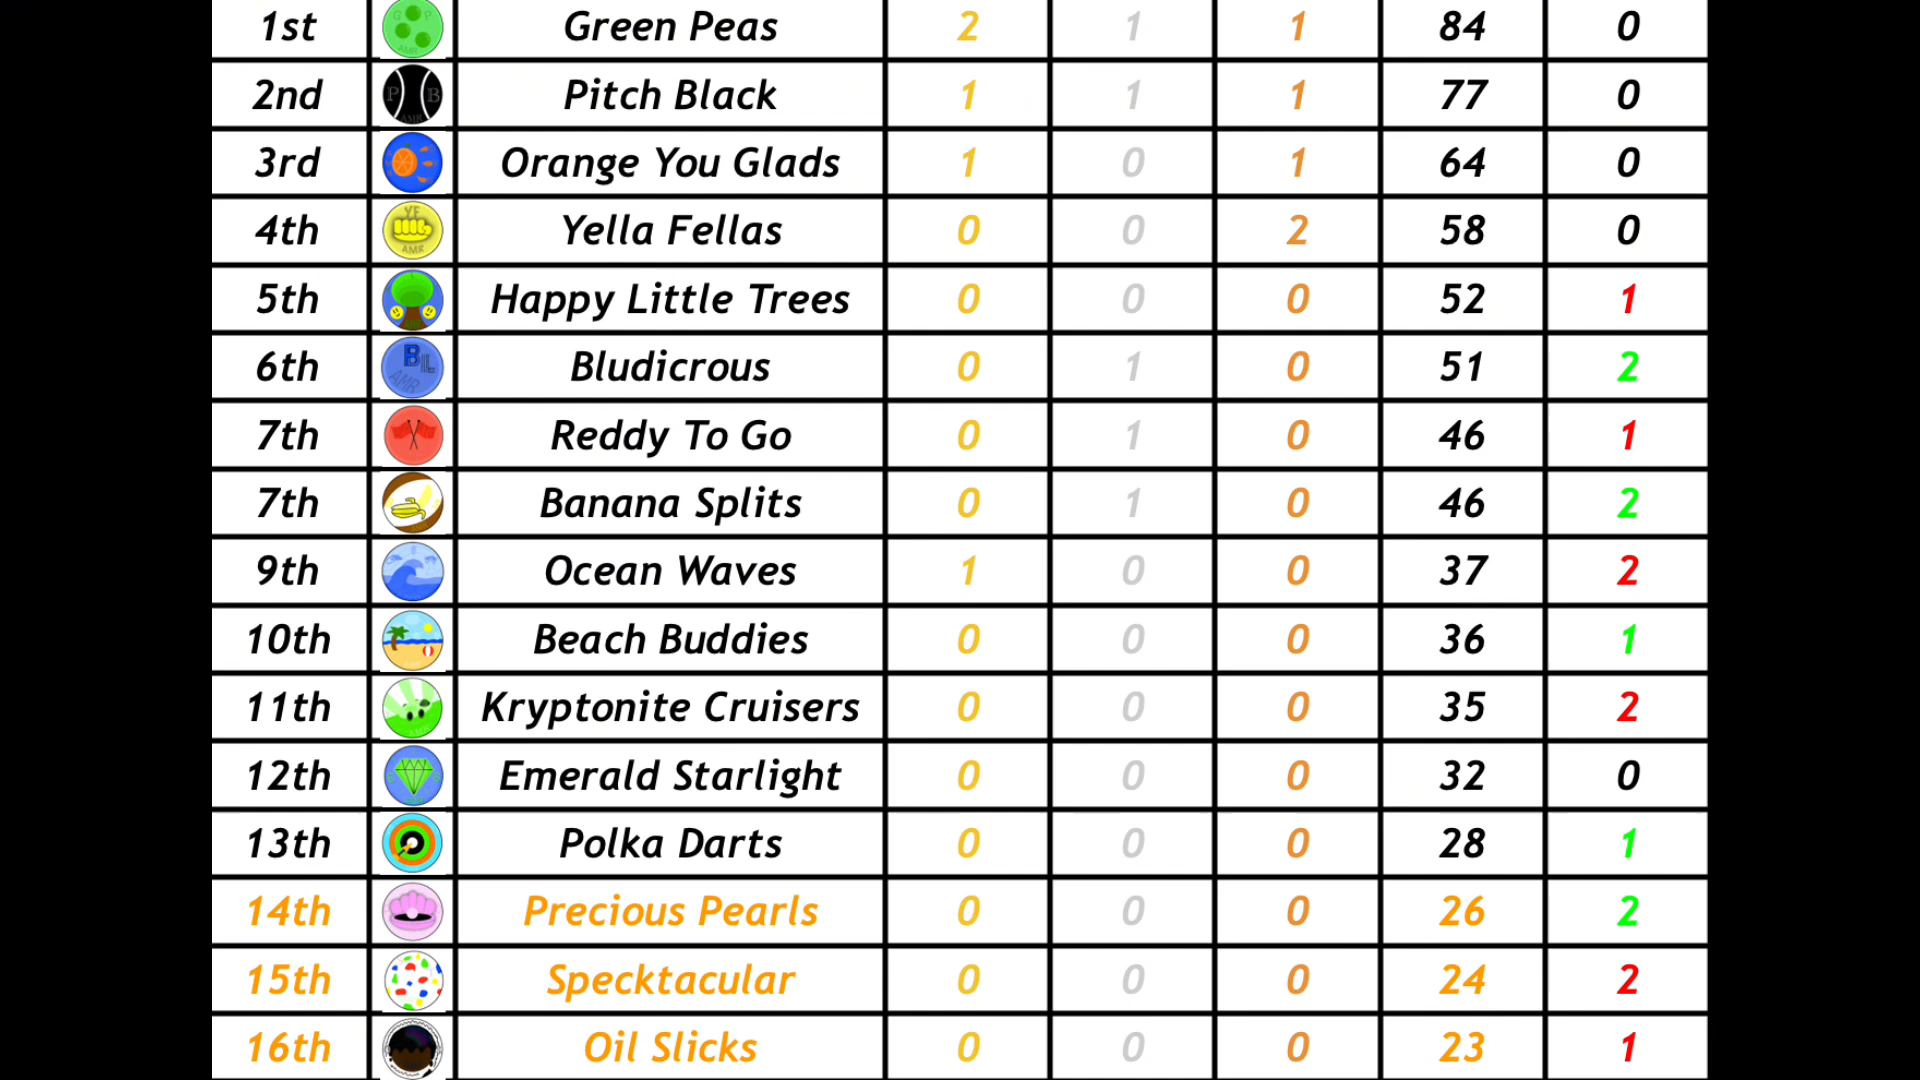 1st Green Peas 2 1 1 84 0
2nd Pitch Black 1 1 1 77 0
3rd Orange You Glads 1 0 1 64 0
4th Yella Fellas 0 0 2 58 0
5th Happy Little Trees 0 0 0 52 1
6th Bludicrous 0 1 0 51 2
7th Reddy To Go 0 1 0 46 1
7th Banana Splits 0 1 0 46 2
9th Ocean Waves 1 0 0 37 2
10th Beach Buddies 0 0 0 36 1
11th Kryptonite Cruisers 0 0 0 35 2
12th Emerald Starlight 0 0 0 32 0
13th Polka Darts 0 0 0 28 1
14th Precious Pearls 0 0 0 26 2
15th Specktacular 0 0 0 24 2
16th Oil Slicks 0 0 0 23 1